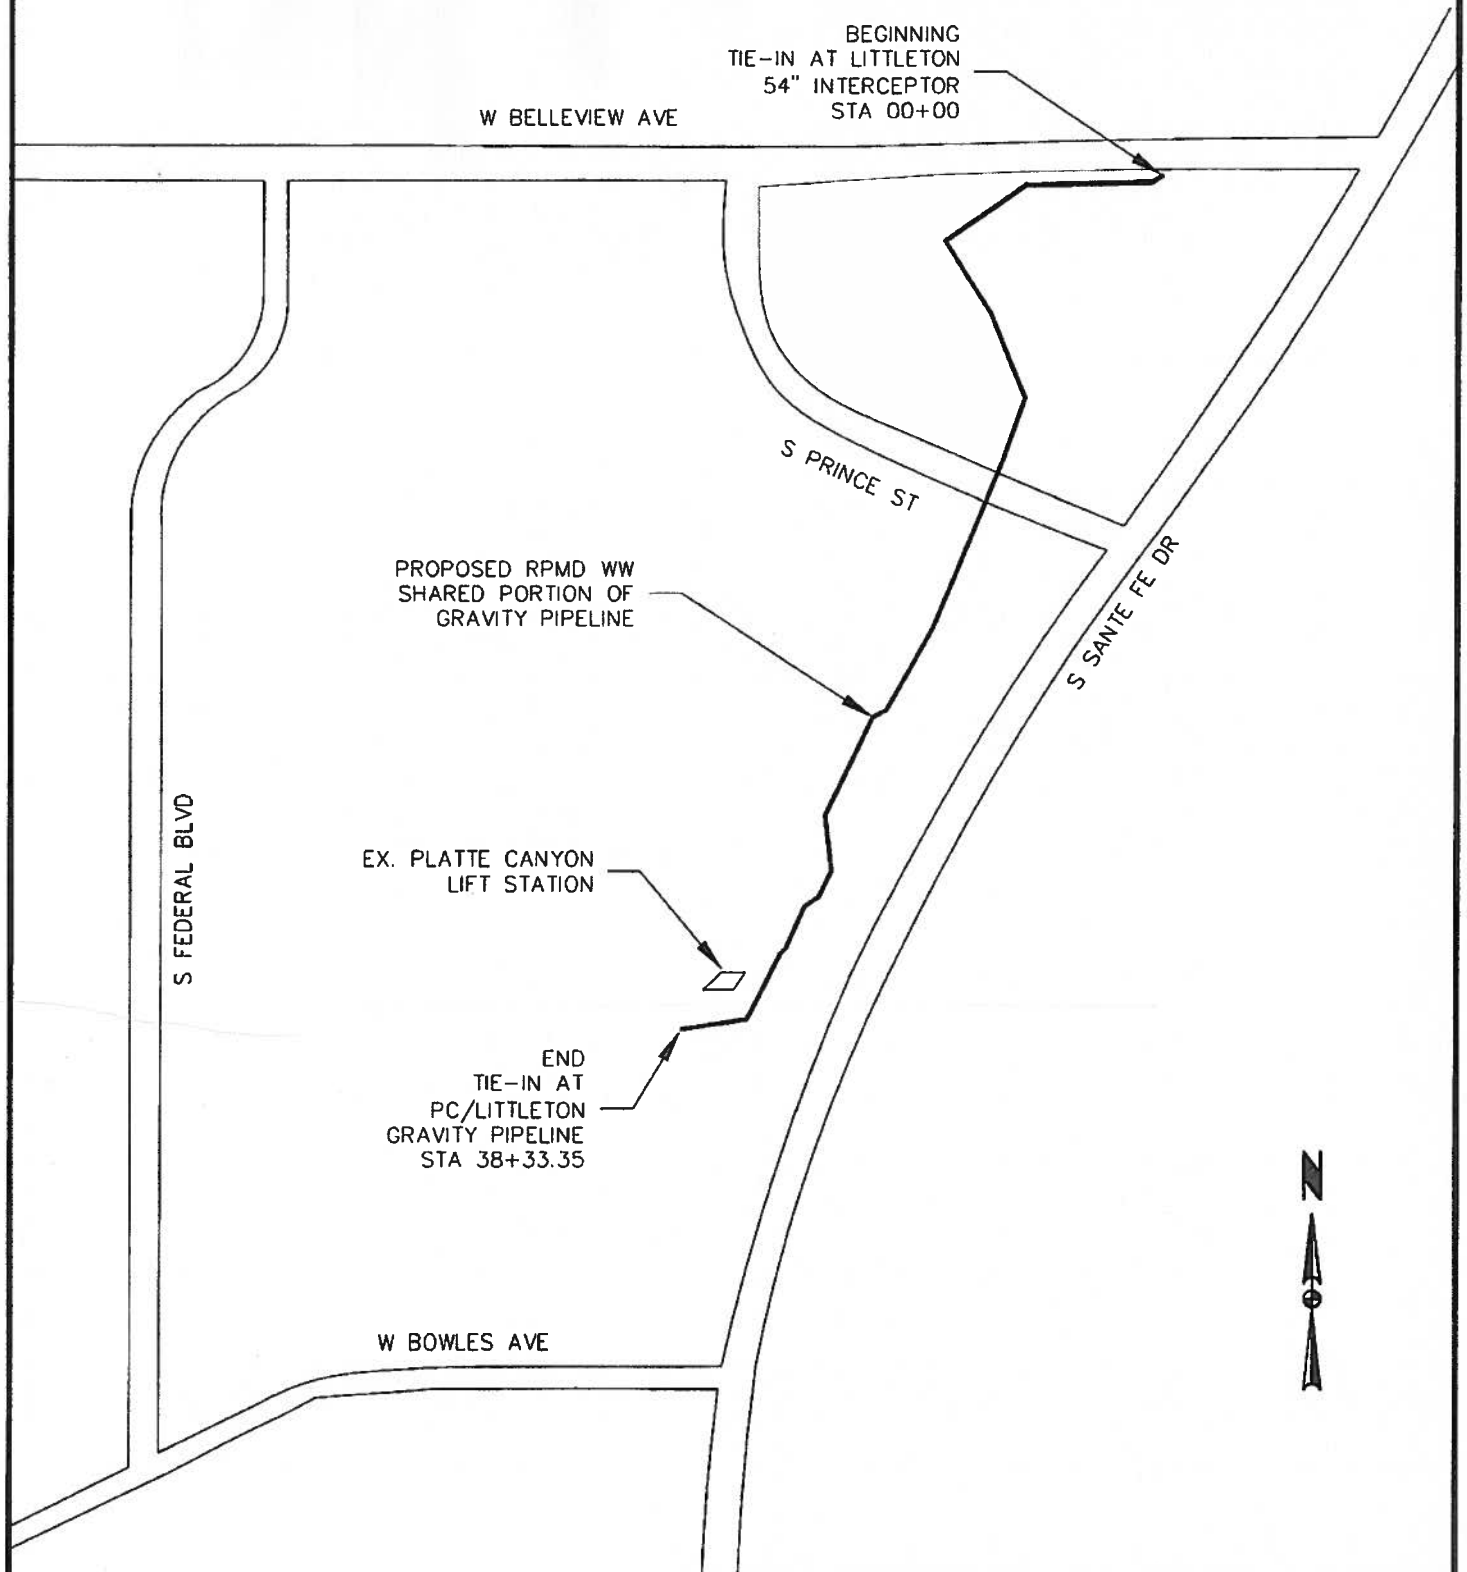 BEGINNING
TIE-IN AT LITTLETON
54" INTERCEPTOR
STA 00+00
W BELLEVIEW AVE
S PRINCE ST
S SANTE FE DR
PROPOSED RPMD WW
SHARED PORTION OF
GRAVITY PIPELINE
S FEDERAL BLVD
EX. PLATTE CANYON
LIFT STATION
END
TIE-IN AT
PC/LITTLETON
GRAVITY PIPELINE
STA 38+33.35
N
W BOWLES AVE